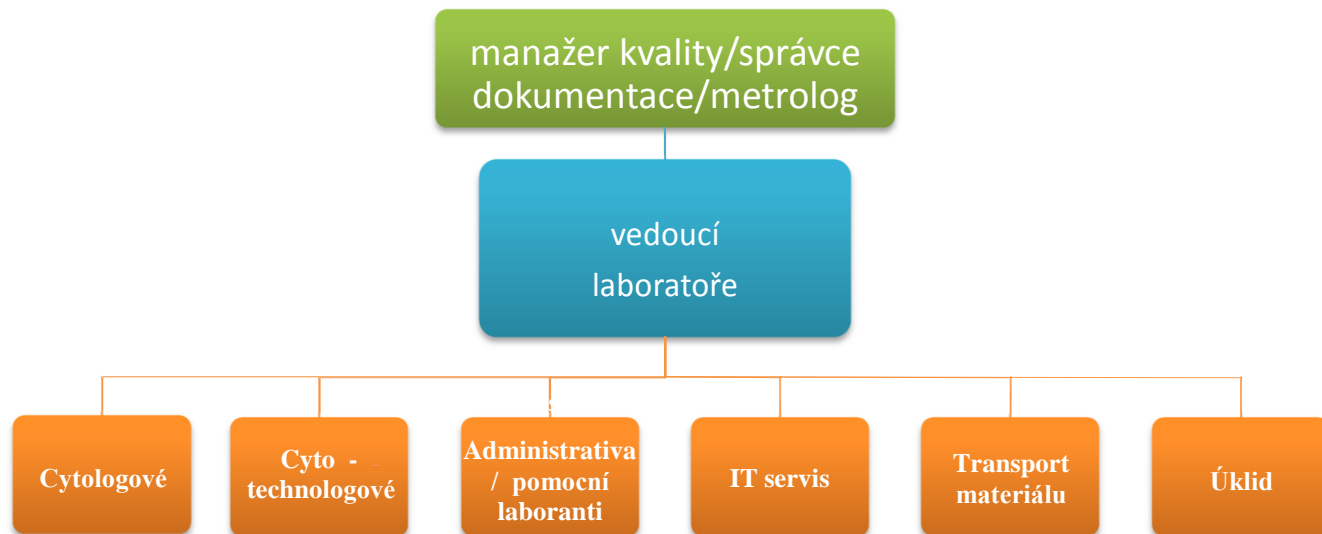 manažer kvality/správce
dokumentace/metrolog
vedoucí
laboratoře
Cytologové
Cyto -
technologové
Administrativa
/ pomocní
laboranti
IT servis
Transport
materiálu
Úklid